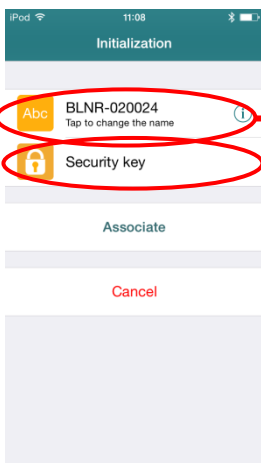 iPod 11:08
Initialization
Abc BLNR-020024
Tap to change the name
Security key
Associate
Cancel